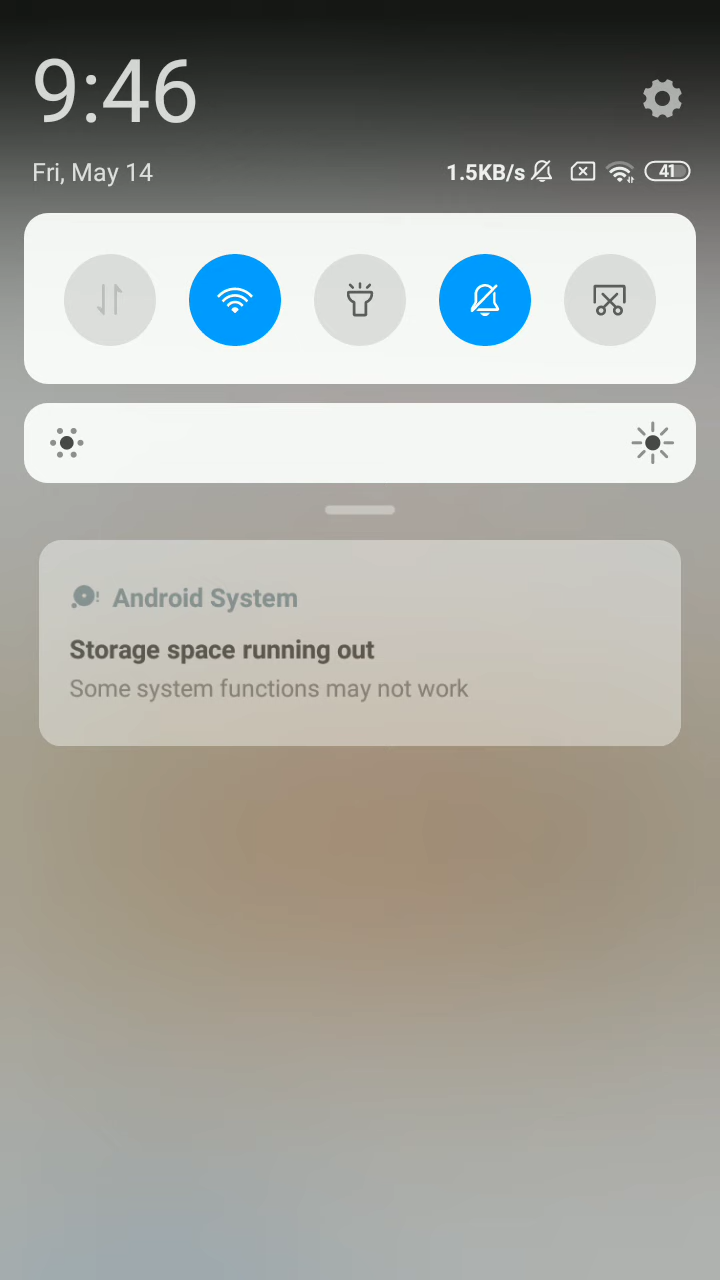 9:46
Fri, May 14
1.5KB/s
41
Android System
Storage space running out
Some system functions may not work